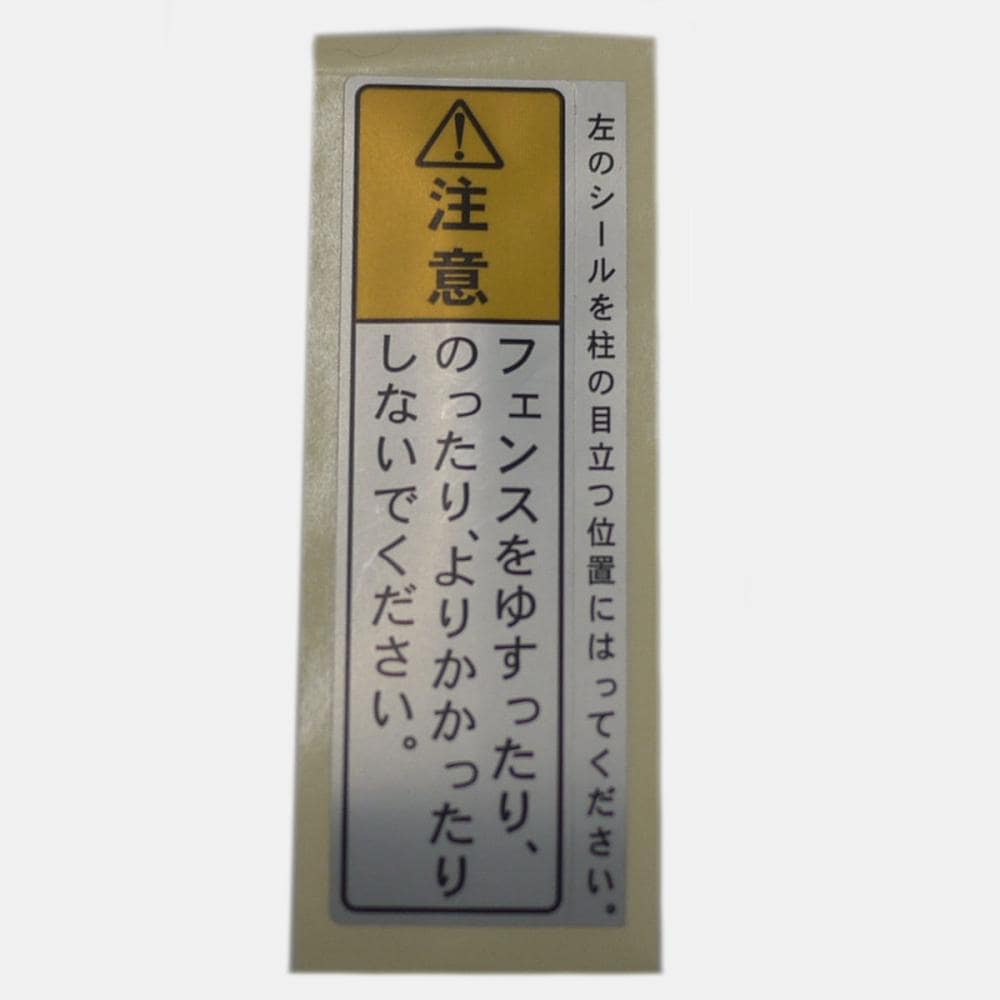 注意
フェンスをゆすったり、
のったり、よりかかったり
しないでください。
左のシールを柱の目立つ位置にはってください。